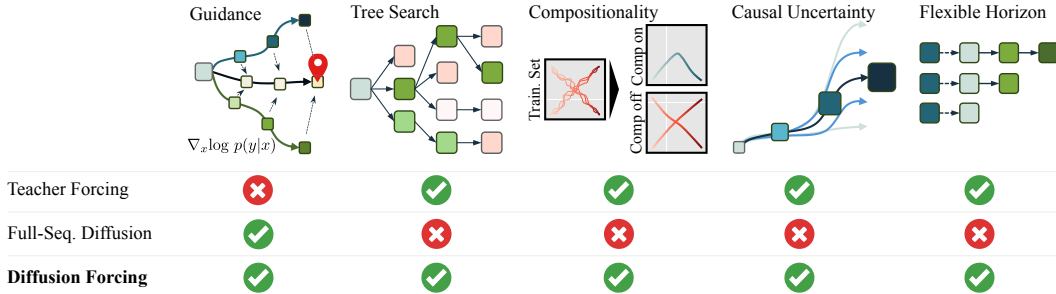 Guidance
Tree Search
Compositionality
Causal Uncertainty
Flexible Horizon
Train. Set
Comp on
Comp off
∇ₓlog p(y|x)
Teacher Forcing
Full-Seq. Diffusion
Diffusion Forcing